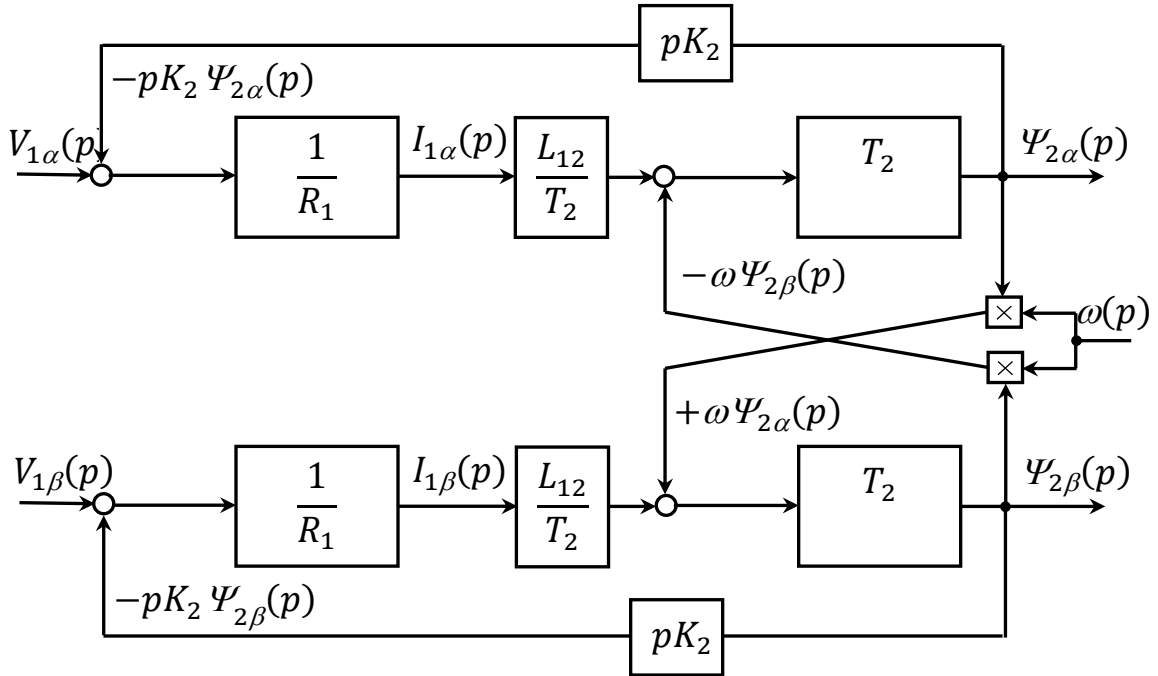 pK₂
−pK₂ Ψ₂α(p)
V₁α(p)
1
R₁
I₁α(p)
L₁₂
T₂
T₂
Ψ₂α(p)
−ωΨ₂β(p)
×
ω(p)
×
+ωΨ₂α(p)
V₁β(p)
1
R₁
I₁β(p)
L₁₂
T₂
T₂
Ψ₂β(p)
−pK₂ Ψ₂β(p)
pK₂